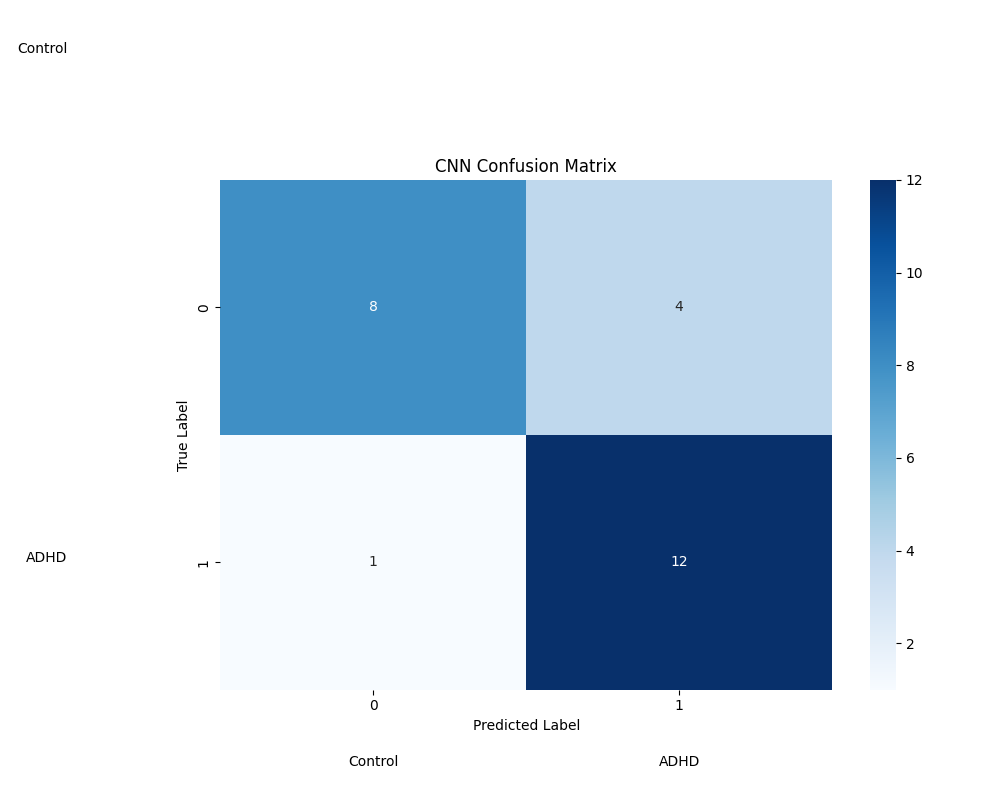 Control
CNN Confusion Matrix
12
10
8
6
4
2
0
8
4
True Label
ADHD
1
1
12
0
1
Predicted Label
Control
ADHD